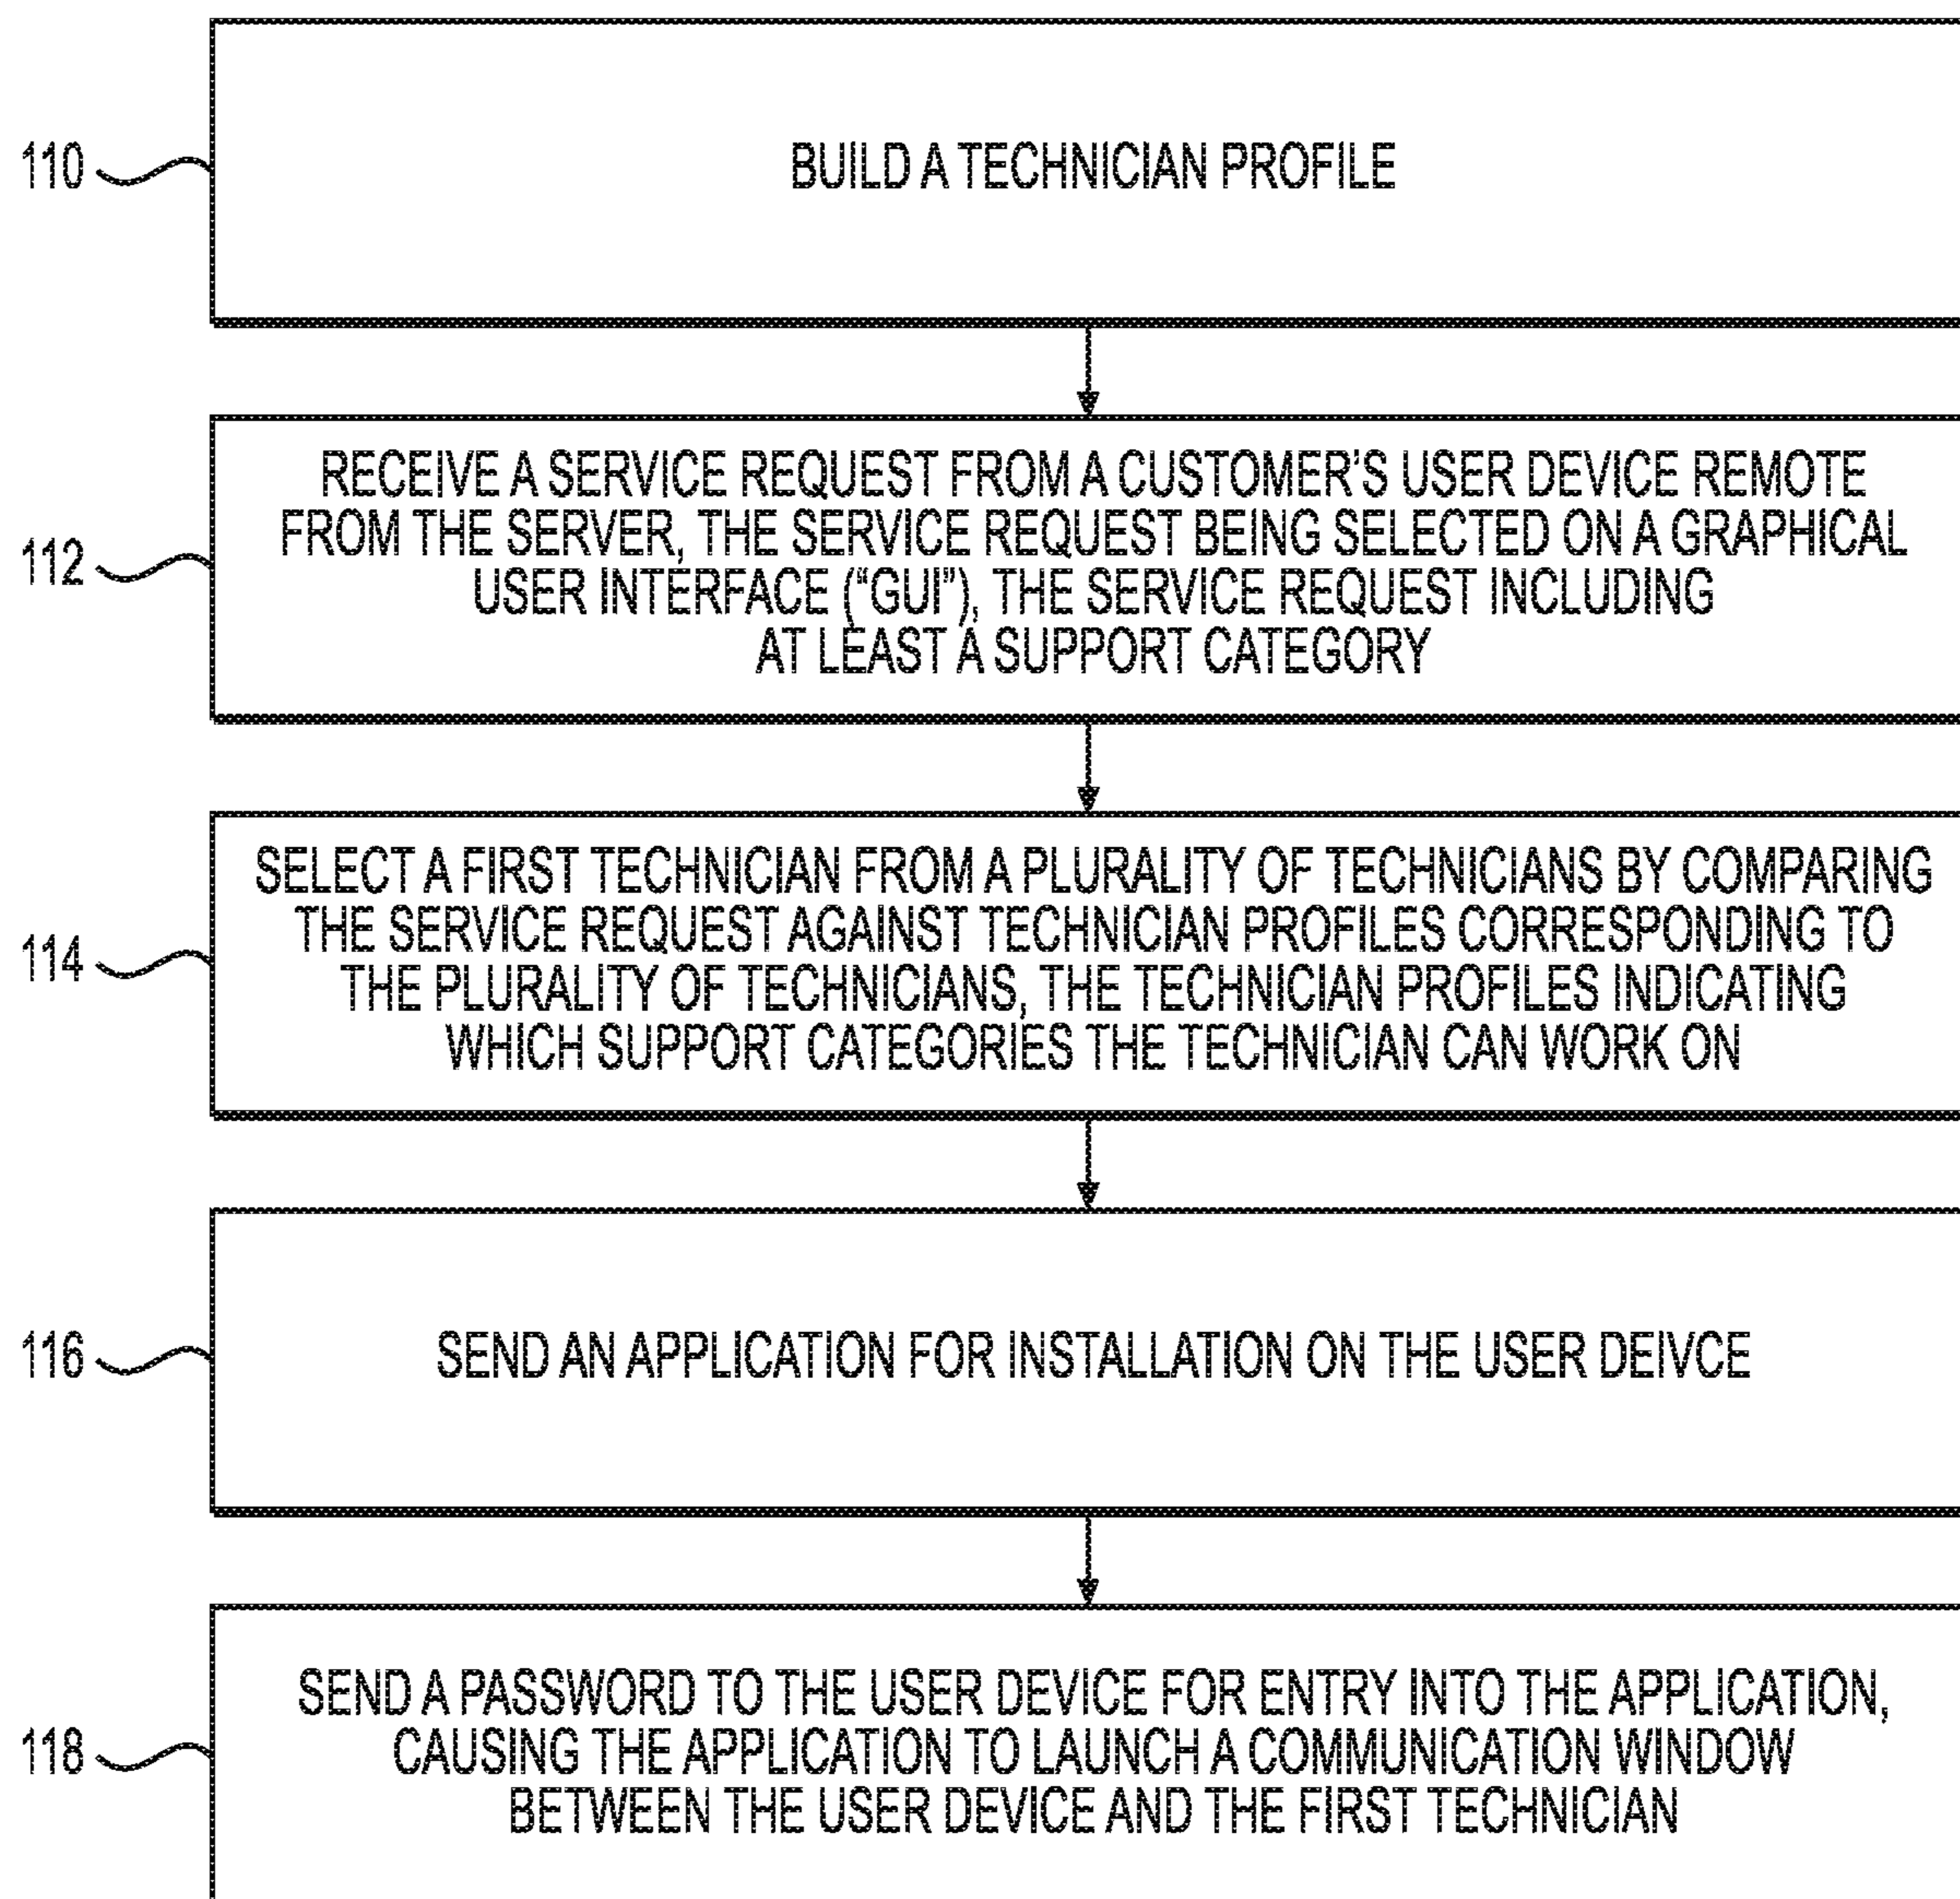 110
BUILD A TECHNICIAN PROFILE
112
RECEIVE A SERVICE REQUEST FROM A CUSTOMER'S USER DEVICE REMOTE
FROM THE SERVER, THE SERVICE REQUEST BEING SELECTED ON A GRAPHICAL
USER INTERFACE (“GUI”), THE SERVICE REQUEST INCLUDING
AT LEAST A SUPPORT CATEGORY
114
SELECT A FIRST TECHNICIAN FROM A PLURALITY OF TECHNICIANS BY COMPARING
THE SERVICE REQUEST AGAINST TECHNICIAN PROFILES CORRESPONDING TO
THE PLURALITY OF TECHNICIANS, THE TECHNICIAN PROFILES INDICATING
WHICH SUPPORT CATEGORIES THE TECHNICIAN CAN WORK ON
116
SEND AN APPLICATION FOR INSTALLATION ON THE USER DEIVCE
118
SEND A PASSWORD TO THE USER DEVICE FOR ENTRY INTO THE APPLICATION,
CAUSING THE APPLICATION TO LAUNCH A COMMUNICATION WINDOW
BETWEEN THE USER DEVICE AND THE FIRST TECHNICIAN